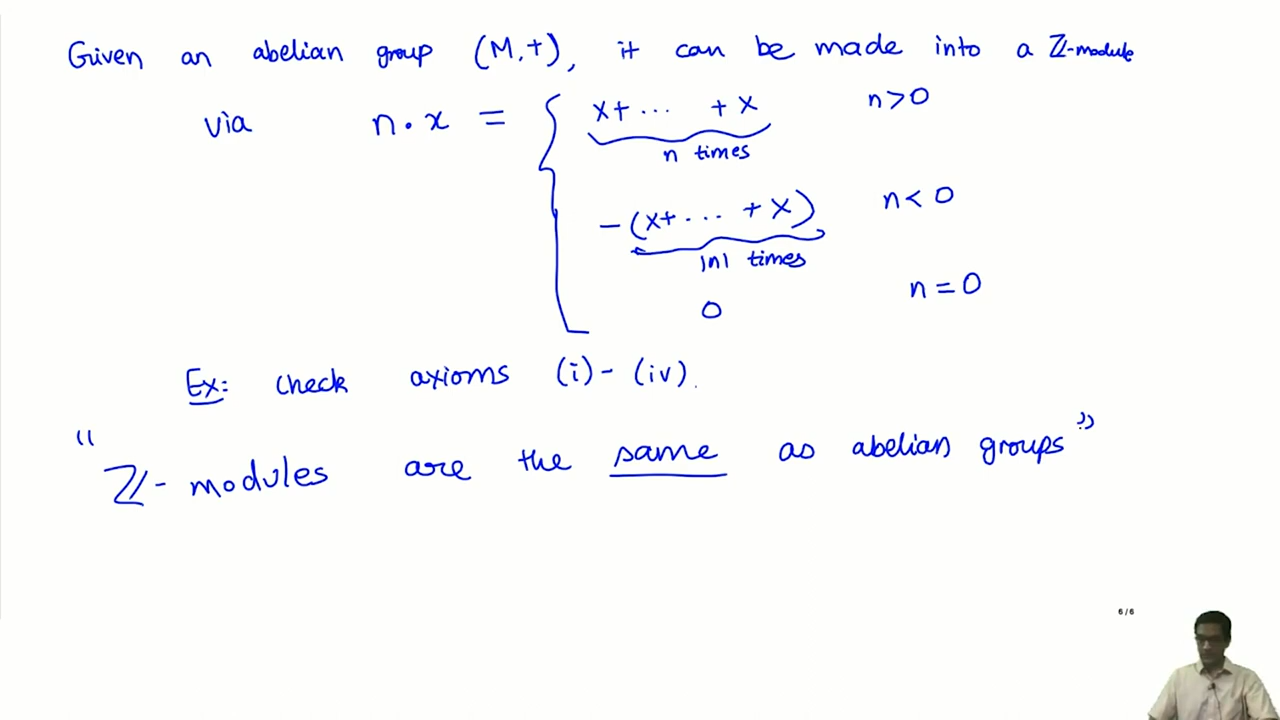 Given an abelian group (M,+), it can be made into a ℤ-module
via n·x = { x+ ··· +x n>0
n times
-(x+ ··· +x) n<0
|n| times
0 n=0
Ex: check axioms (i)-(iv).
"ℤ-modules are the same as abelian groups"
6/6